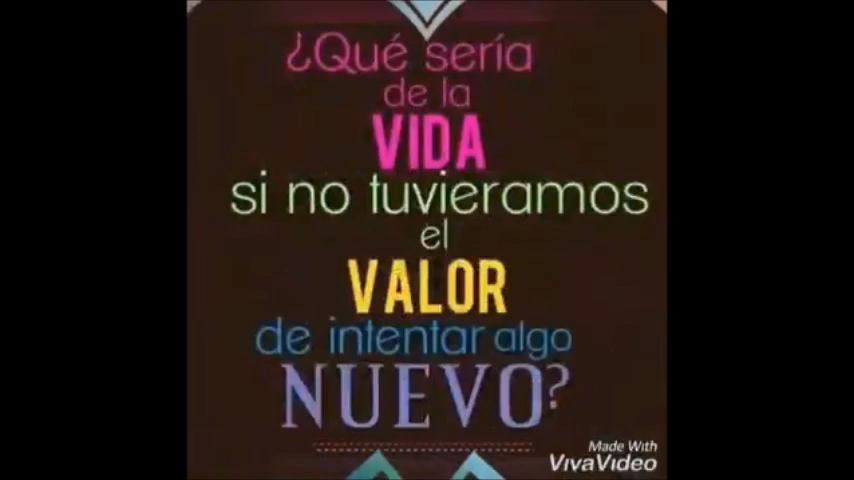 ¿Qué sería
de la
VIDA
si no tuvieramos
el
VALOR
de intentar algo
NUEVO?
Made With
VivaVideo